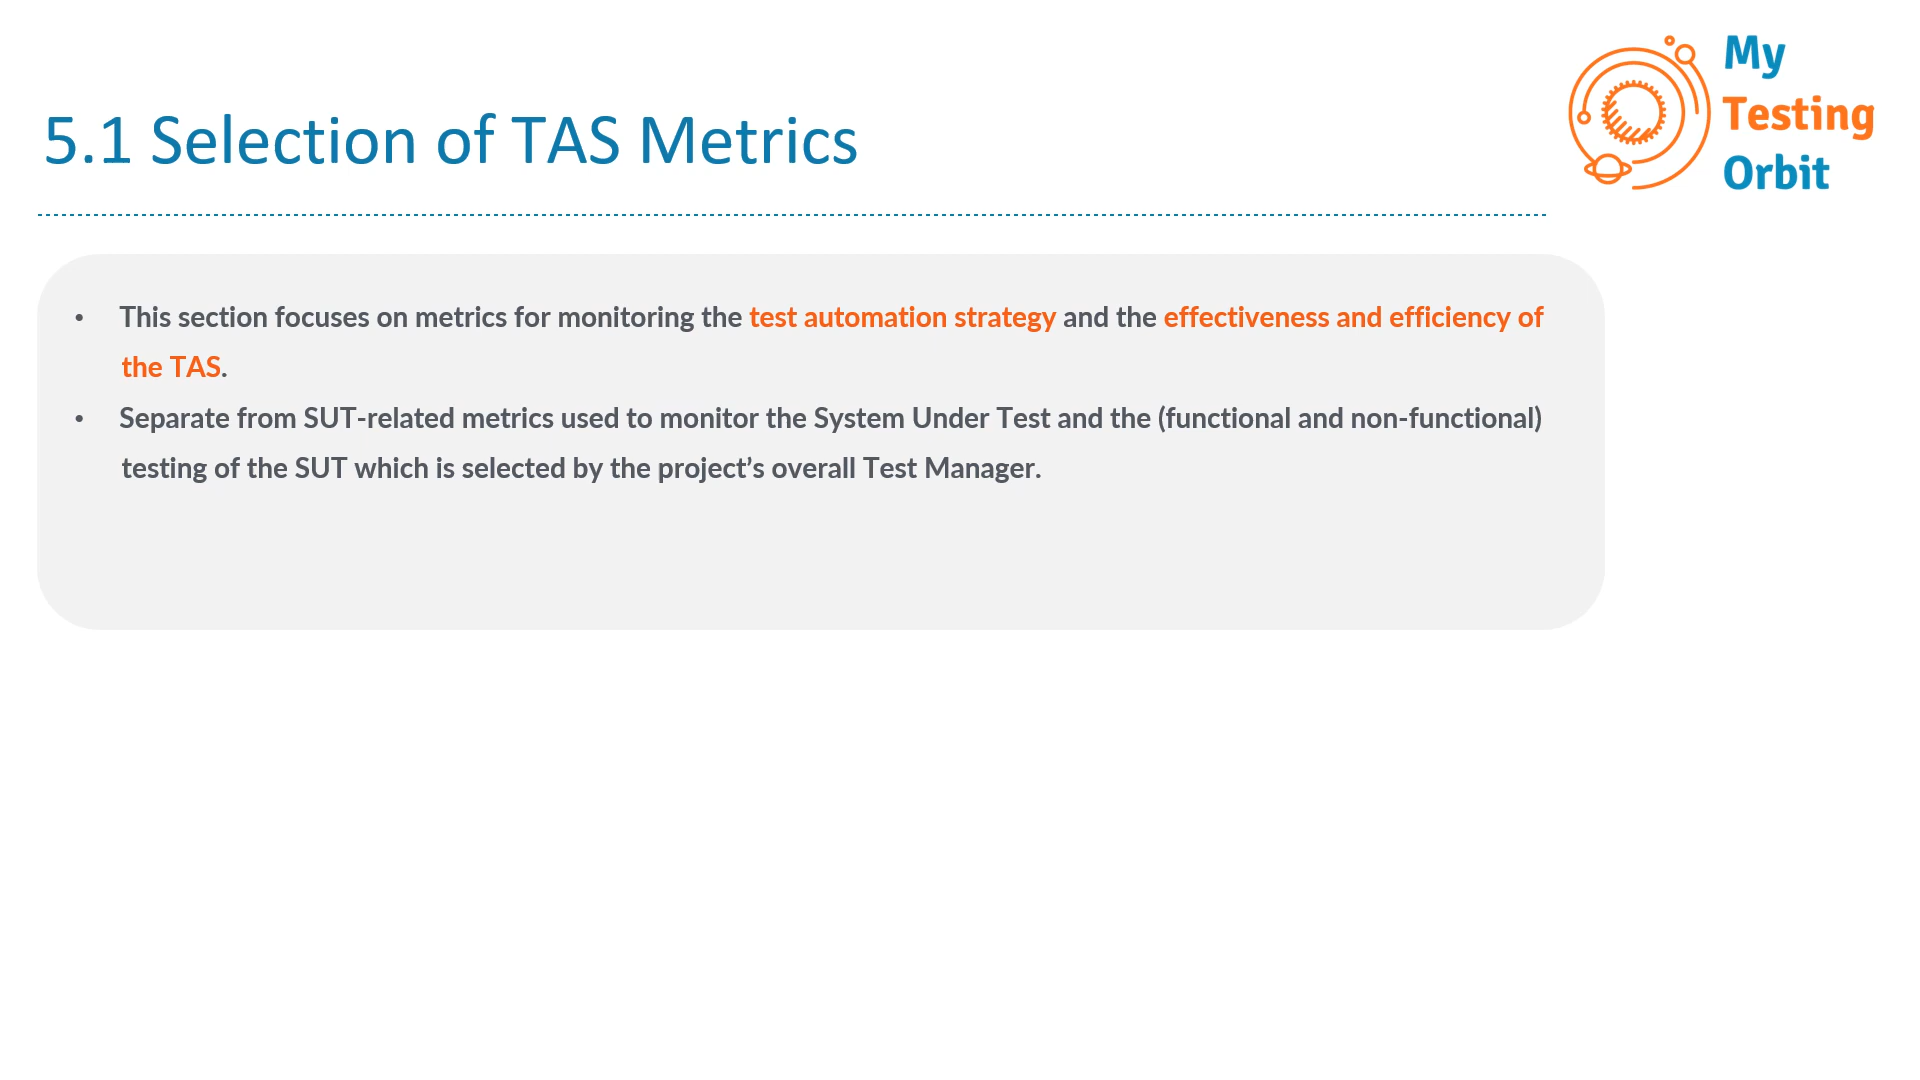 My
Testing
Orbit
5.1 Selection of TAS Metrics
• This section focuses on metrics for monitoring the test automation strategy and the effectiveness and efficiency of
the TAS.
• Separate from SUT-related metrics used to monitor the System Under Test and the (functional and non-functional)
testing of the SUT which is selected by the project’s overall Test Manager.